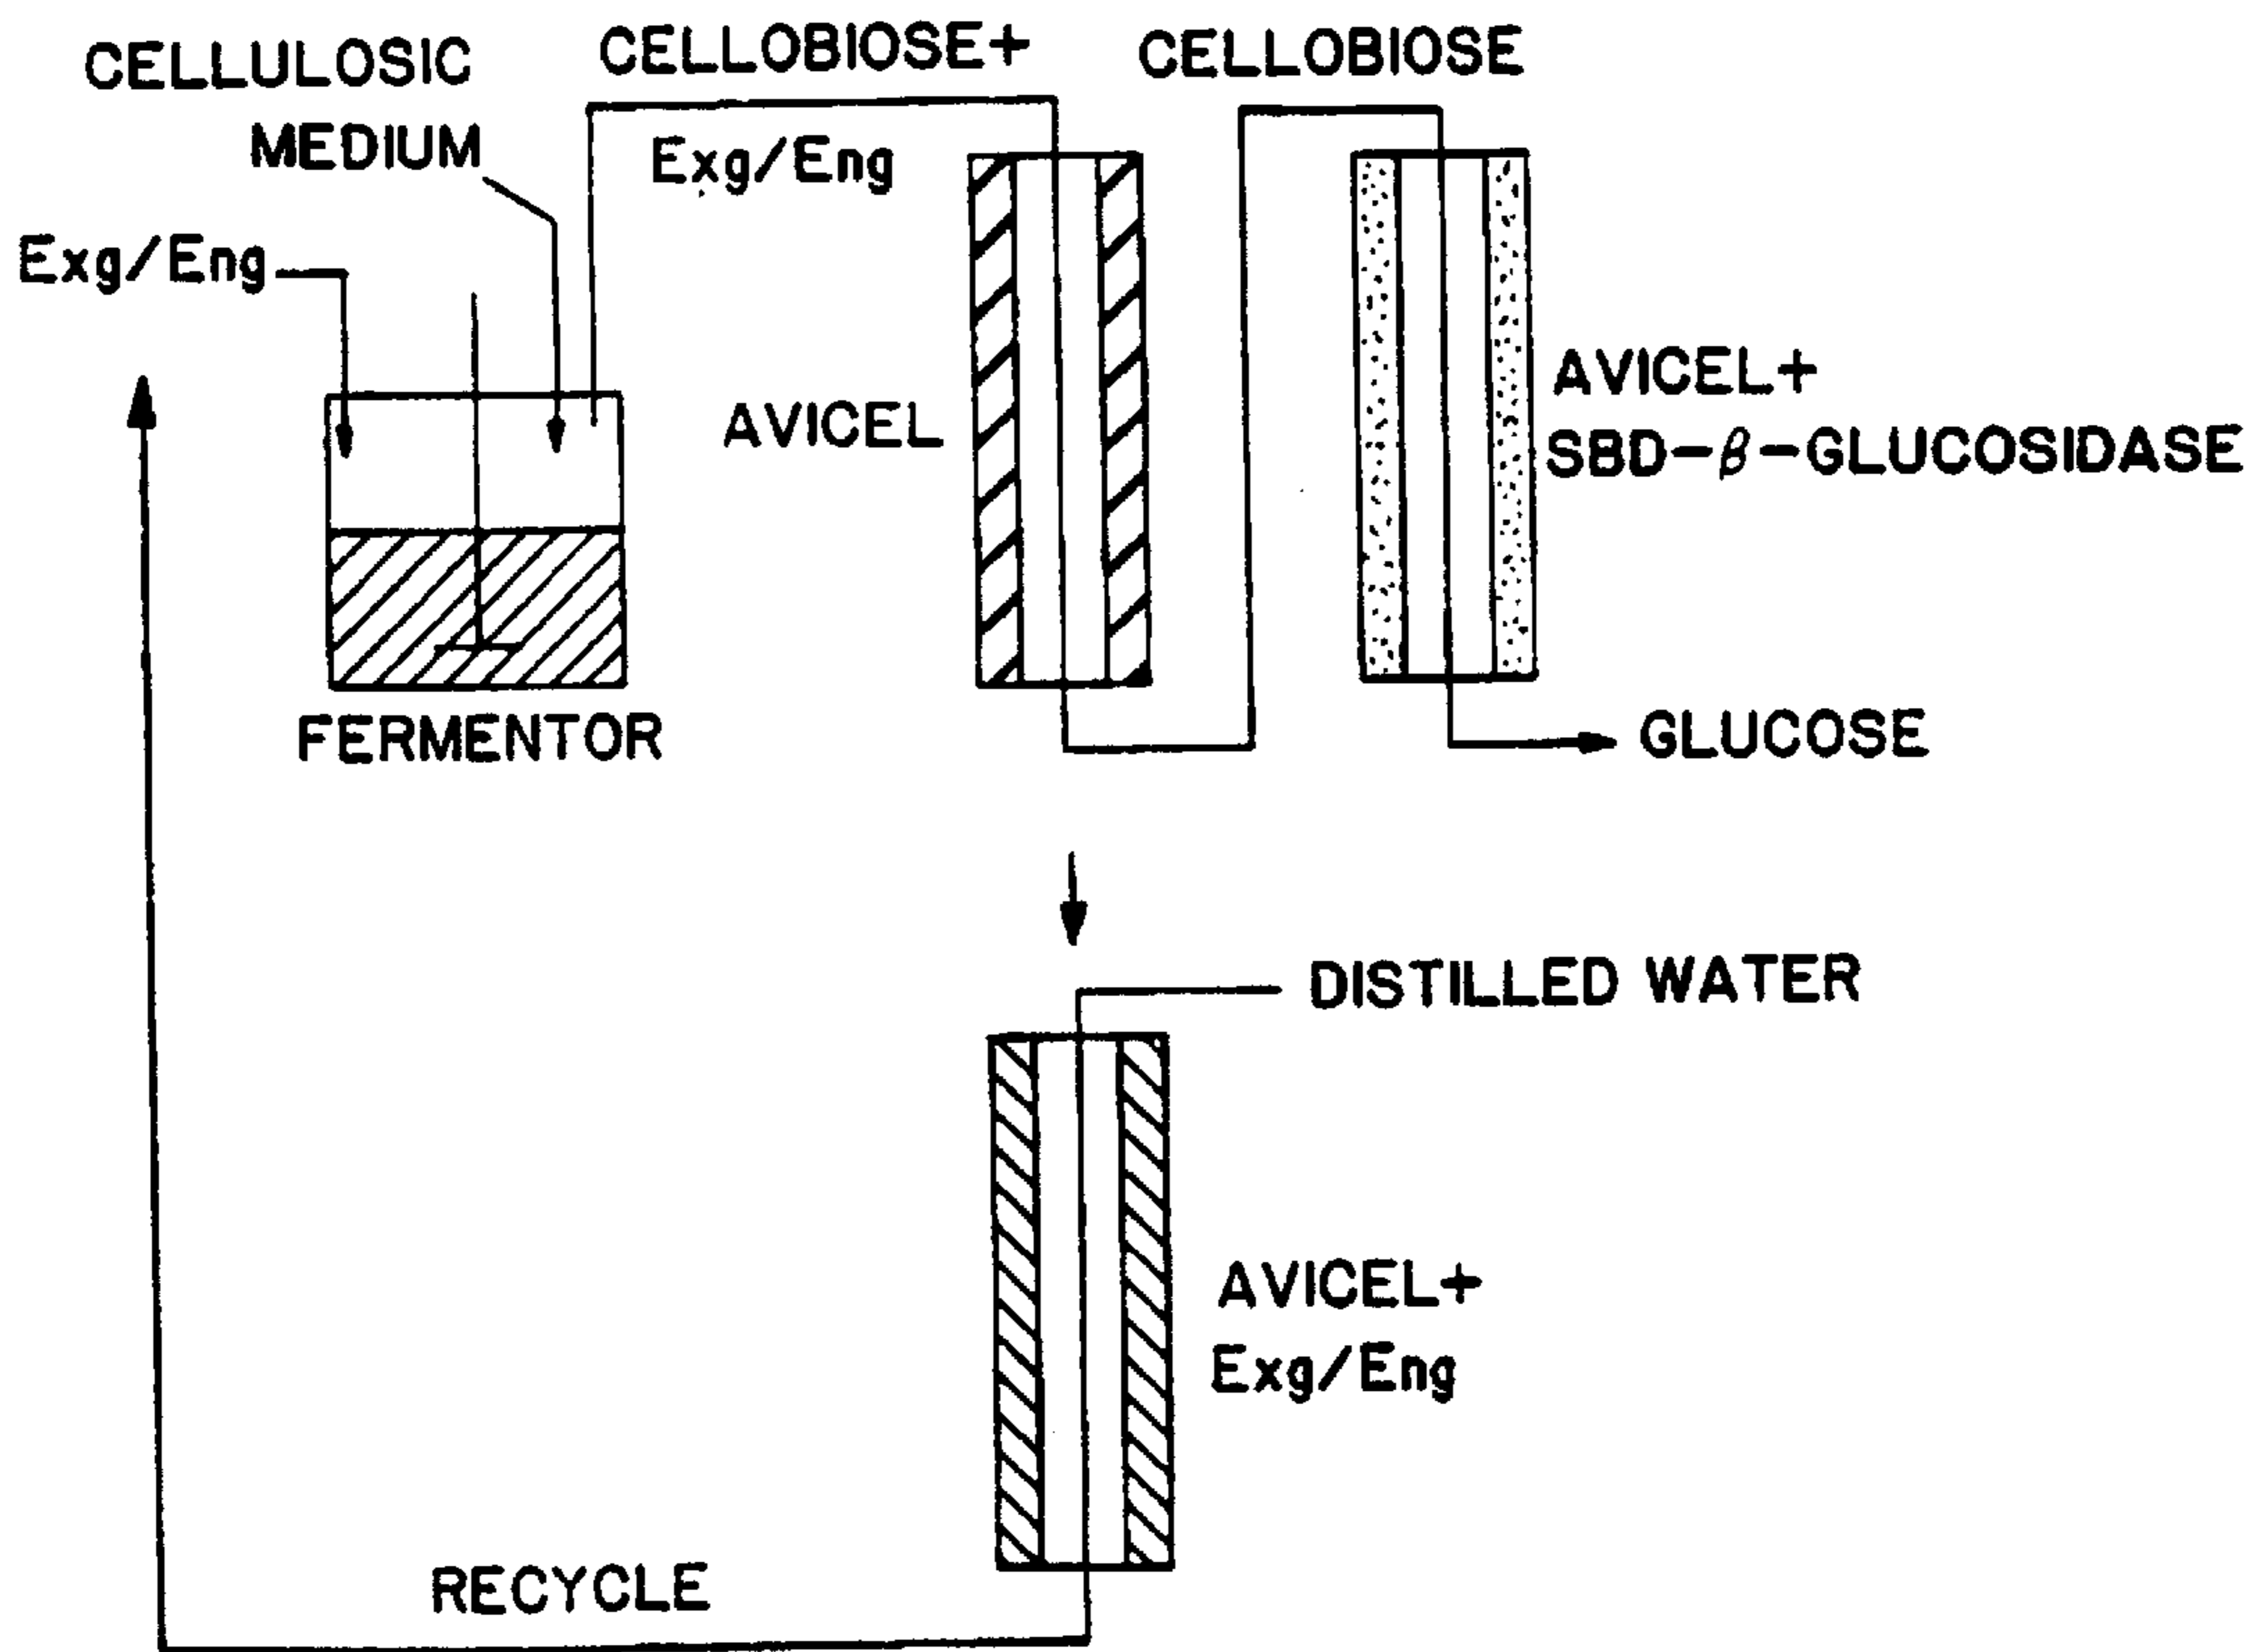 CELLULOSIC
MEDIUM
CELLOBIOSE+
Exg/Eng
CELLOBIOSE
Exg/Eng
AVICEL
AVICEL+
SBD-β-GLUCOSIDASE
FERMENTOR
GLUCOSE
DISTILLED WATER
AVICEL+
Exg/Eng
RECYCLE